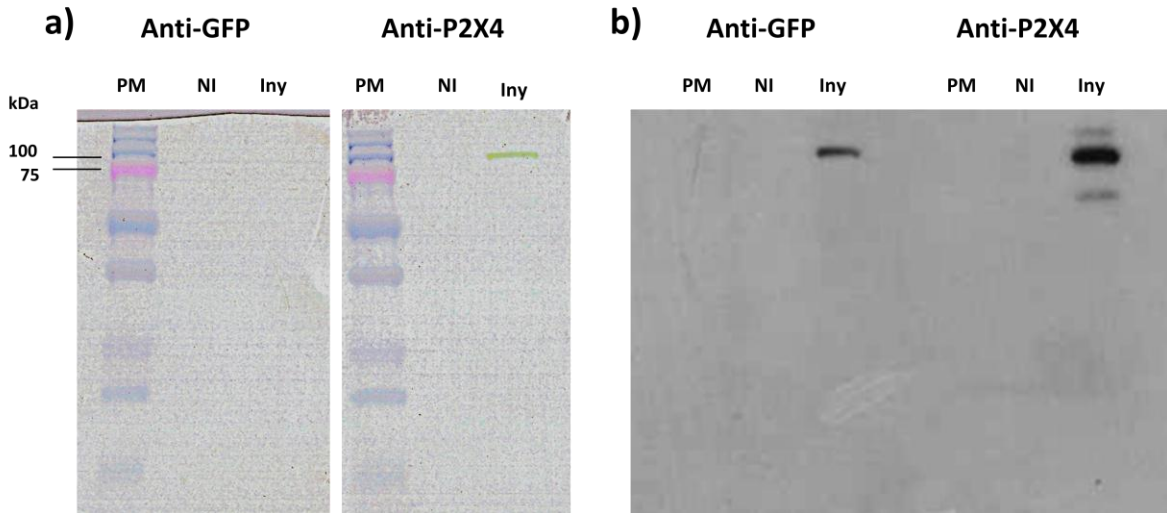 a) Anti-GFP Anti-P2X4 b) Anti-GFP Anti-P2X4
PM NI Iny PM NI Iny PM NI Iny PM NI Iny
kDa
100
75